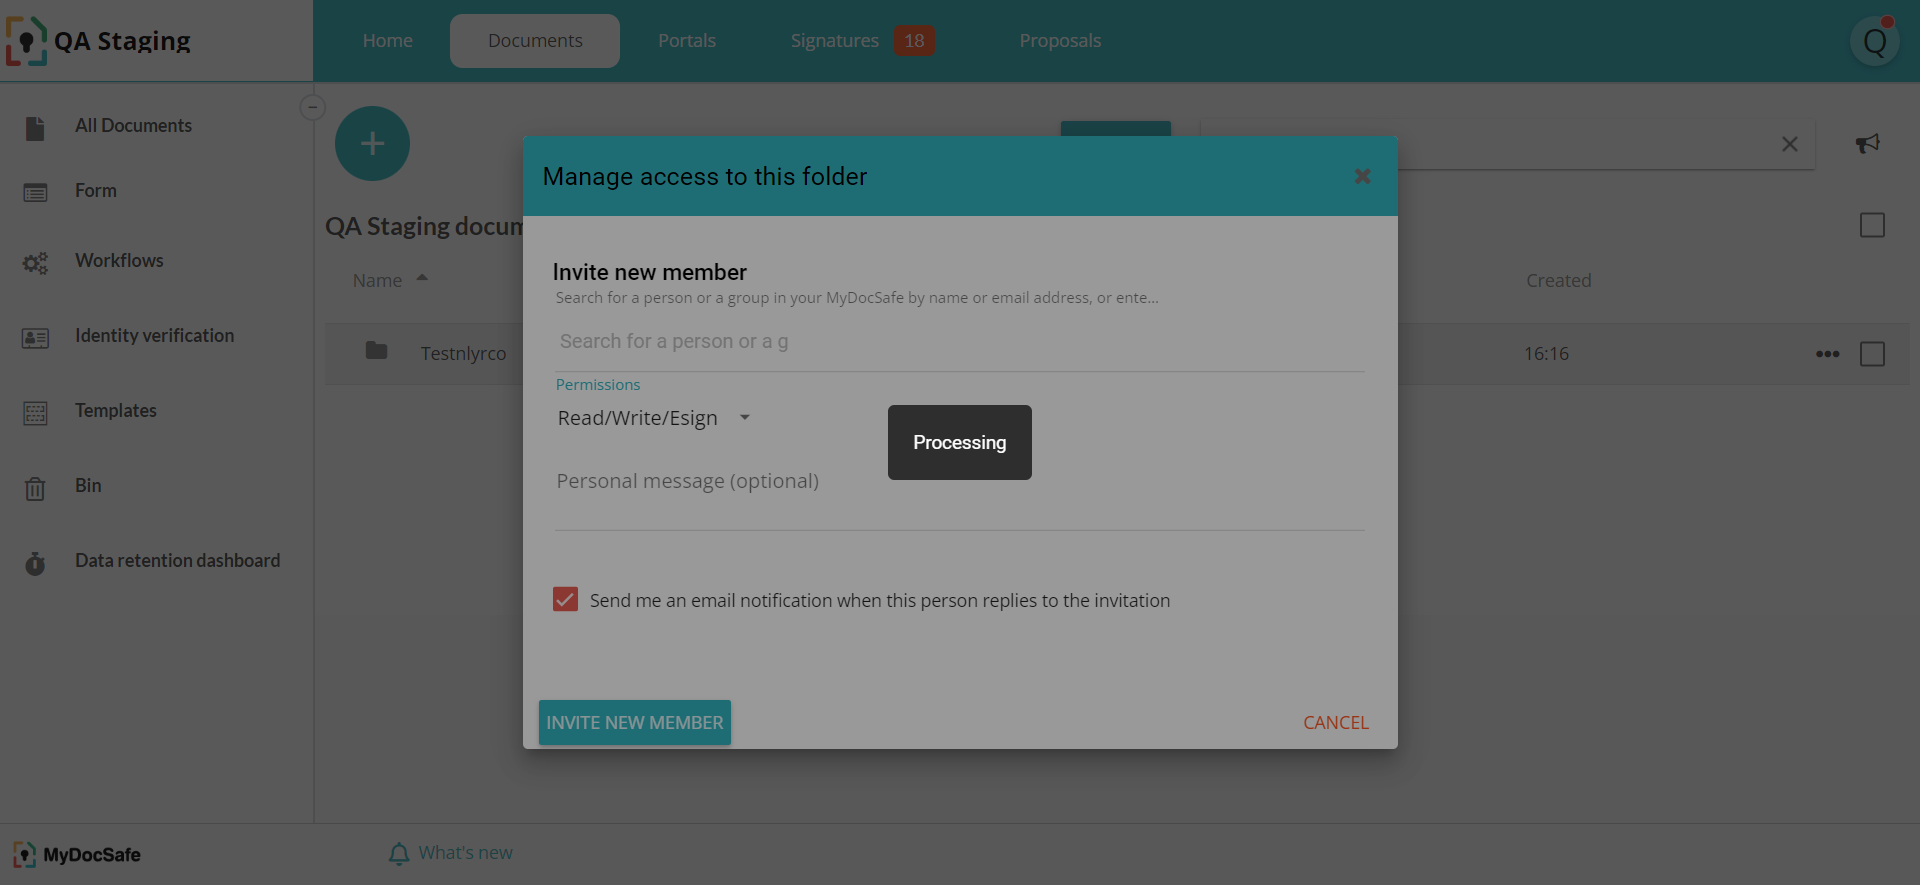 QA Staging
Home
Documents
Portals
Signatures 18
Proposals
Q
All Documents
Form
Workflows
Identity verification
Templates
Bin
Data retention dashboard
QA Staging docum
Name
Created
Testnlyrco
16:16
Manage access to this folder
Invite new member
Search for a person or a group in your MyDocSafe by name or email address, or ente...
Search for a person or a g
Permissions
Read/Write/Esign
Processing
Personal message (optional)
Send me an email notification when this person replies to the invitation
INVITE NEW MEMBER
CANCEL
MyDocSafe
What's new